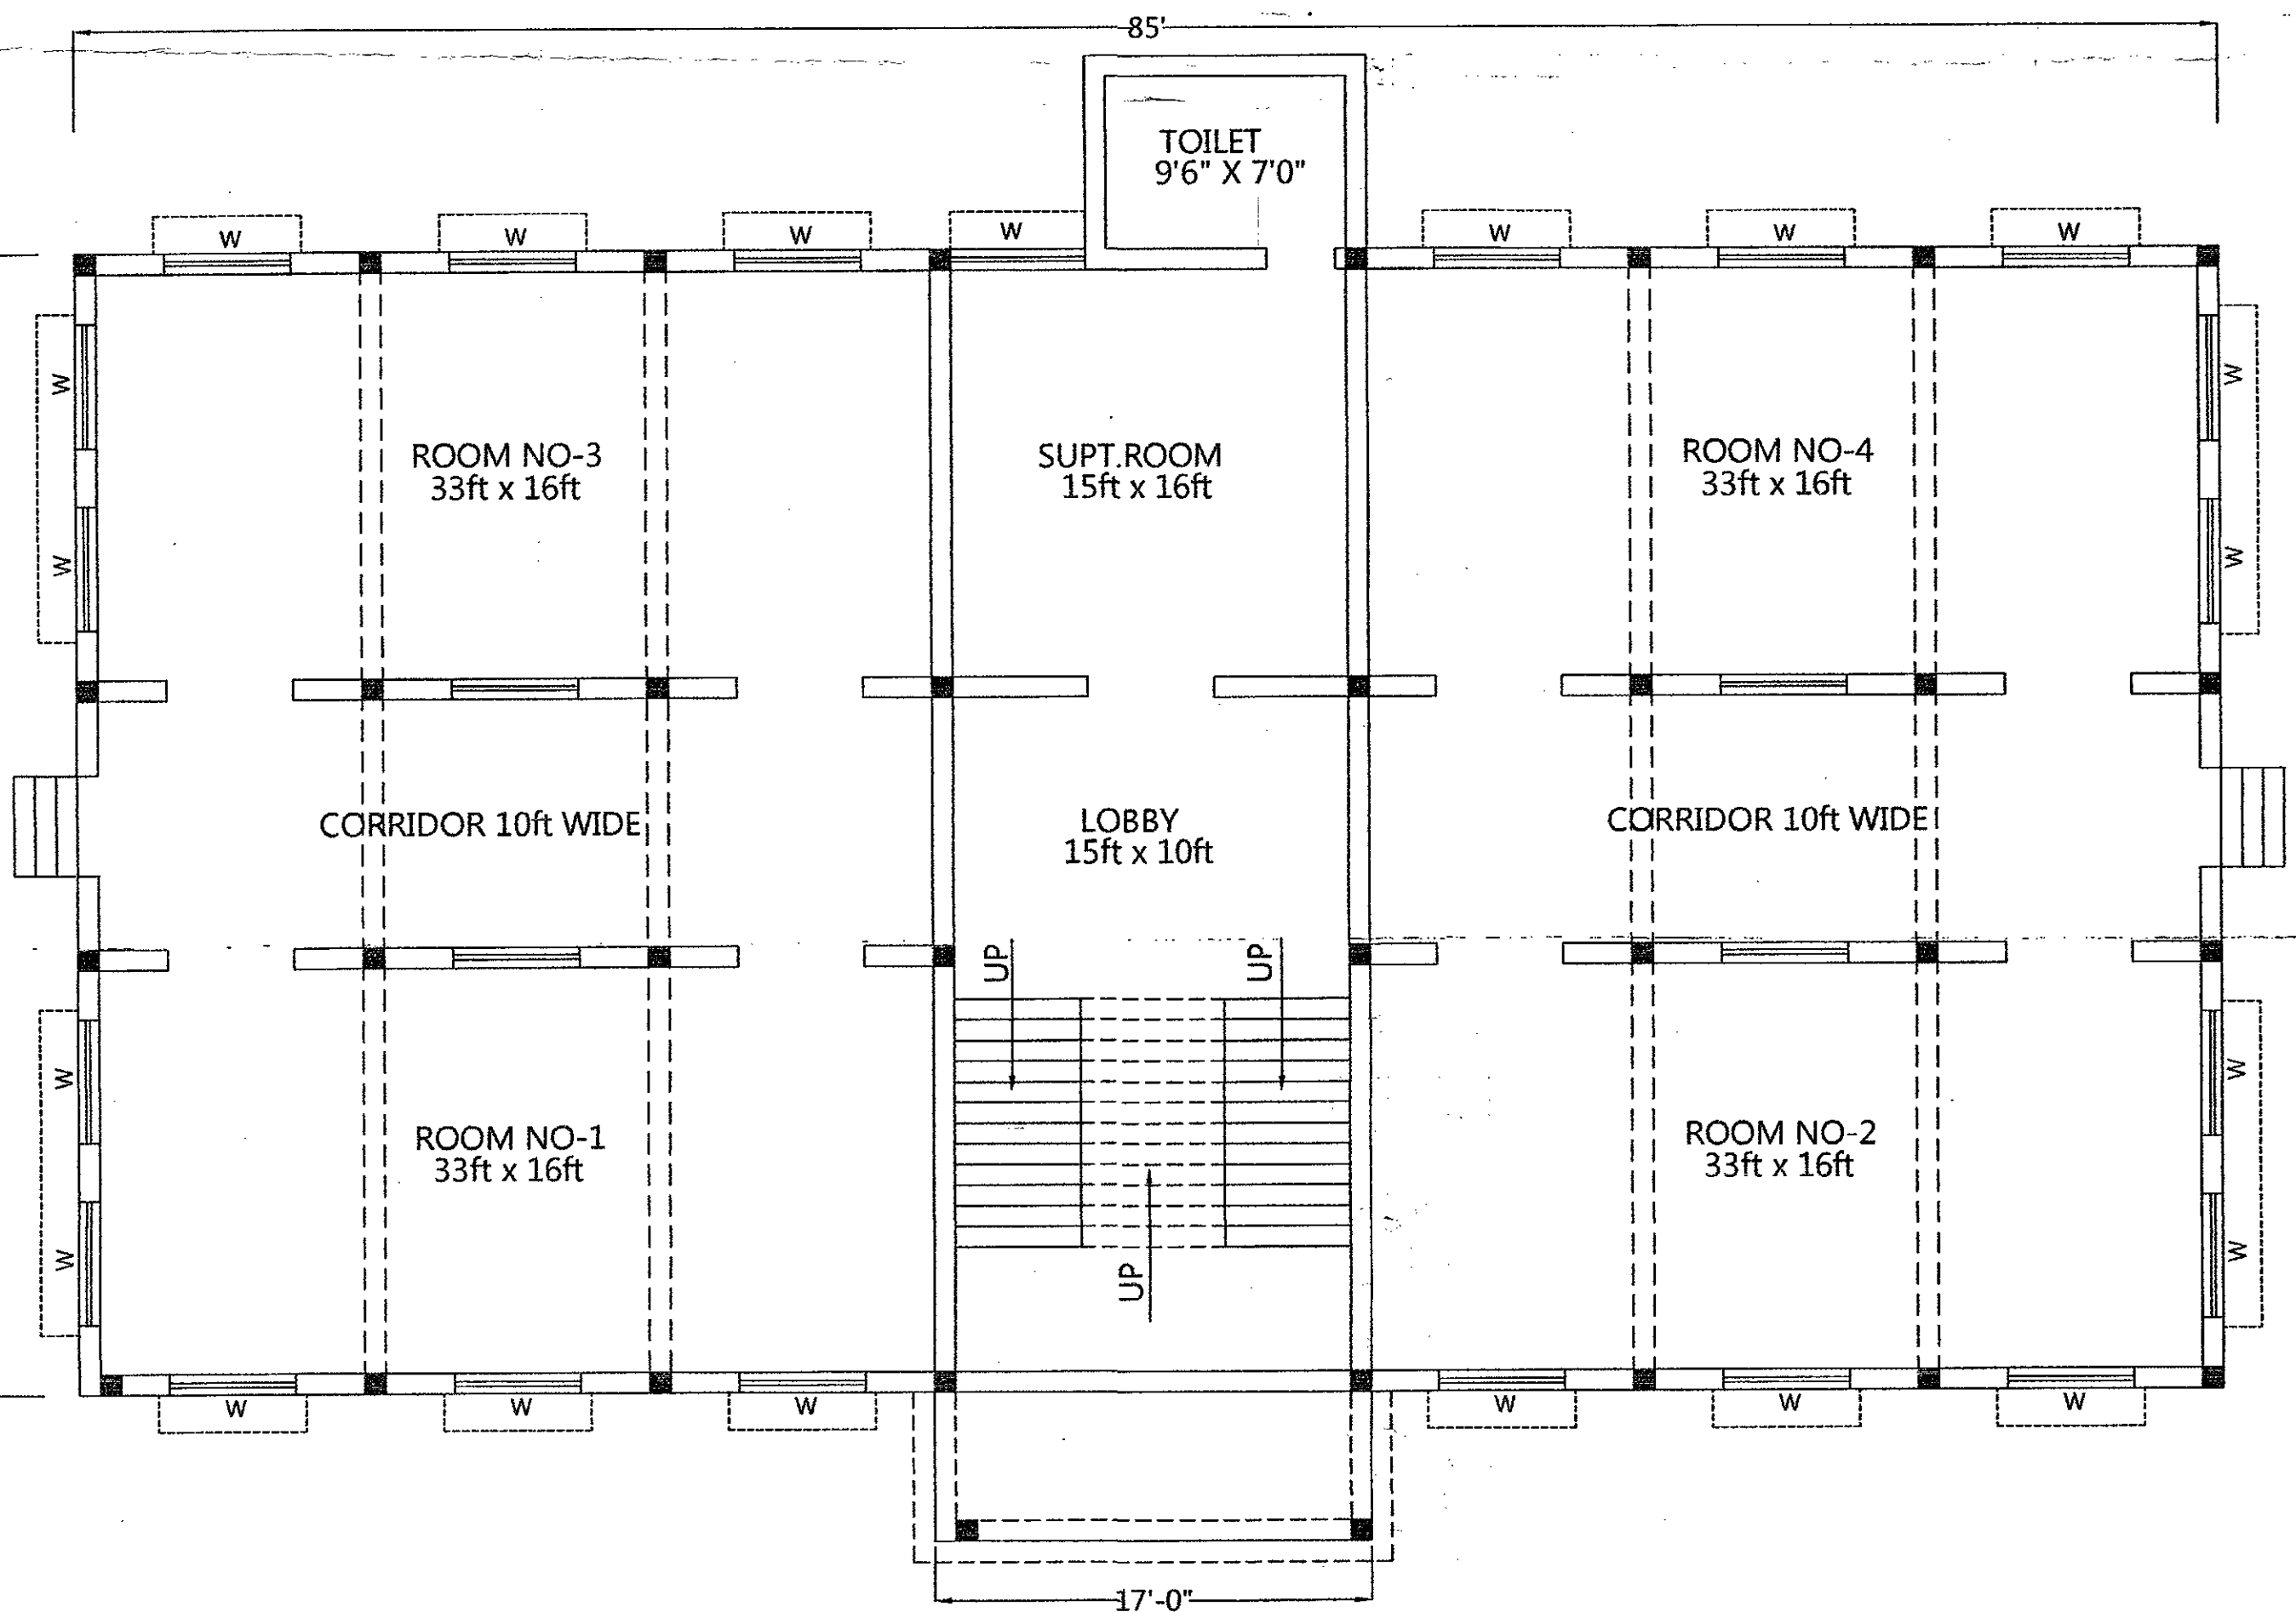 85'
TOILET
9'6" X 7'0"
W
W
W
W
W
W
W
W
W
ROOM NO-3
33ft x 16ft
SUPT.ROOM
15ft x 16ft
ROOM NO-4
33ft x 16ft
W
W
CORRIDOR 10ft WIDE
LOBBY
15ft x 10ft
CORRIDOR 10ft WIDE
UP
UP
W
W
ROOM NO-1
33ft x 16ft
ROOM NO-2
33ft x 16ft
W
W
UP
W
W
W
W
W
W
17'-0"